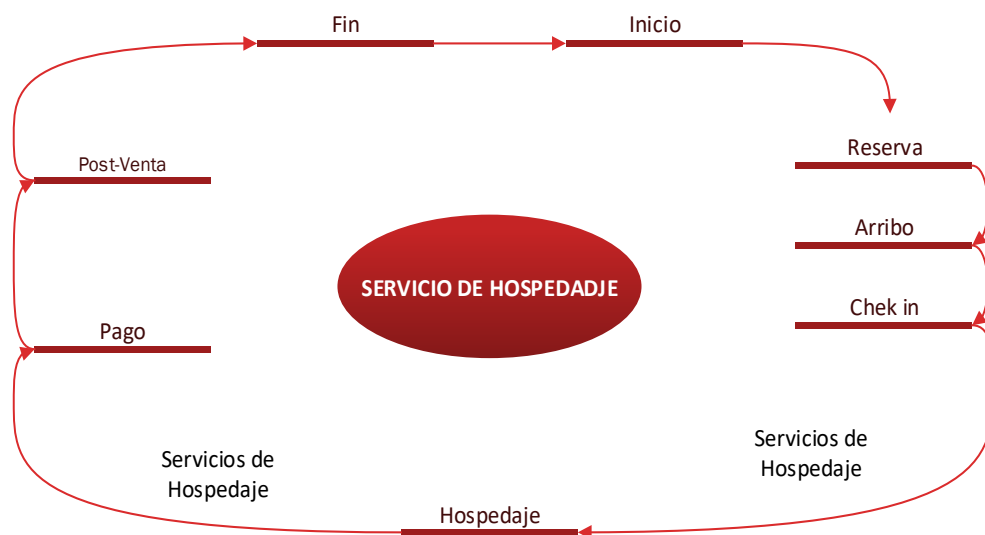 Fin
Inicio
Post-Venta
Reserva
Arribo
SERVICIO DE HOSPEDADJE
Chek in
Pago
Servicios de
Hospedaje
Servicios de
Hospedaje
Hospedaje